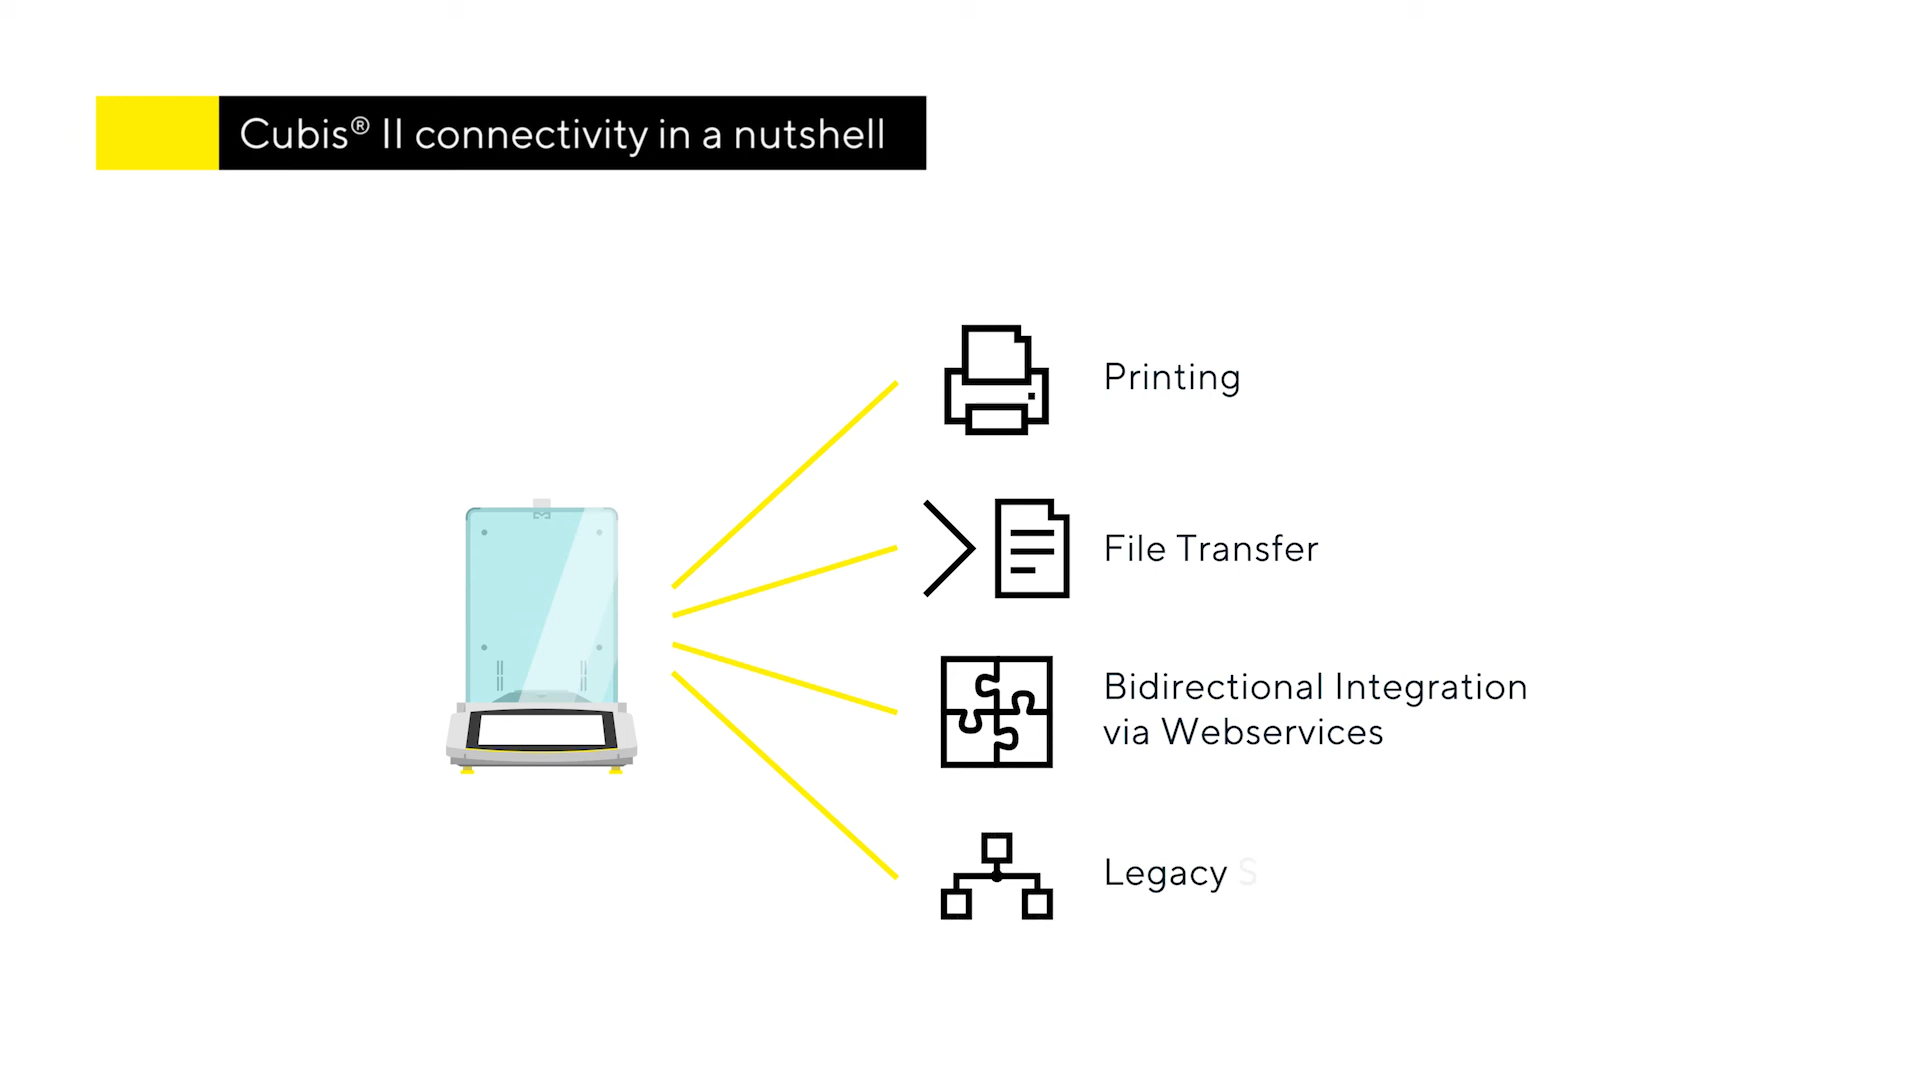 Cubis® II connectivity in a nutshell
Printing
File Transfer
Bidirectional Integration
via Webservices
Legacy S